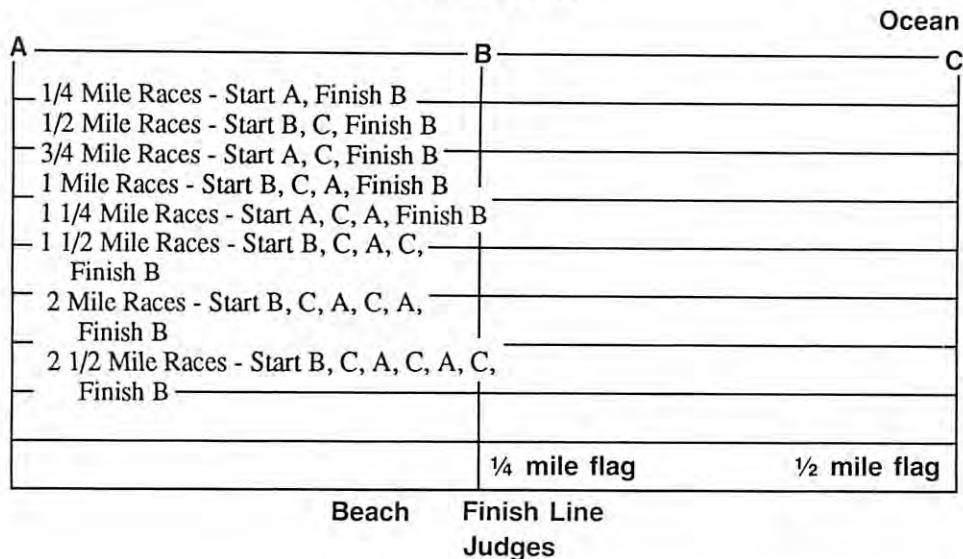 Ocean
A B C
1/4 Mile Races - Start A, Finish B
1/2 Mile Races - Start B, C, Finish B
3/4 Mile Races - Start A, C, Finish B
1 Mile Races - Start B, C, A, Finish B
1 1/4 Mile Races - Start A, C, A, Finish B
1 1/2 Mile Races - Start B, C, A, C,
Finish B
2 Mile Races - Start B, C, A, C, A,
Finish B
2 1/2 Mile Races - Start B, C, A, C, A, C,
Finish B
¼ mile flag ½ mile flag
Beach Finish Line
Judges